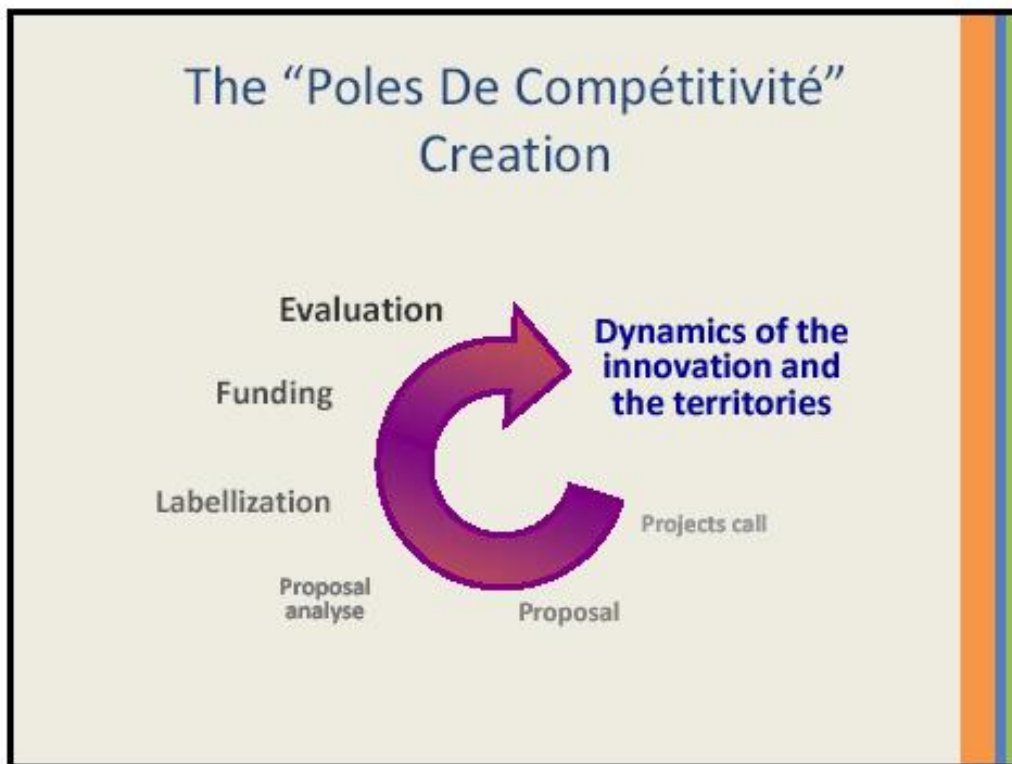 The “Poles De Compétitivité”
Creation
Evaluation
Dynamics of the
innovation and
the territories
Funding
Labellization
Projects call
Proposal
analyse
Proposal